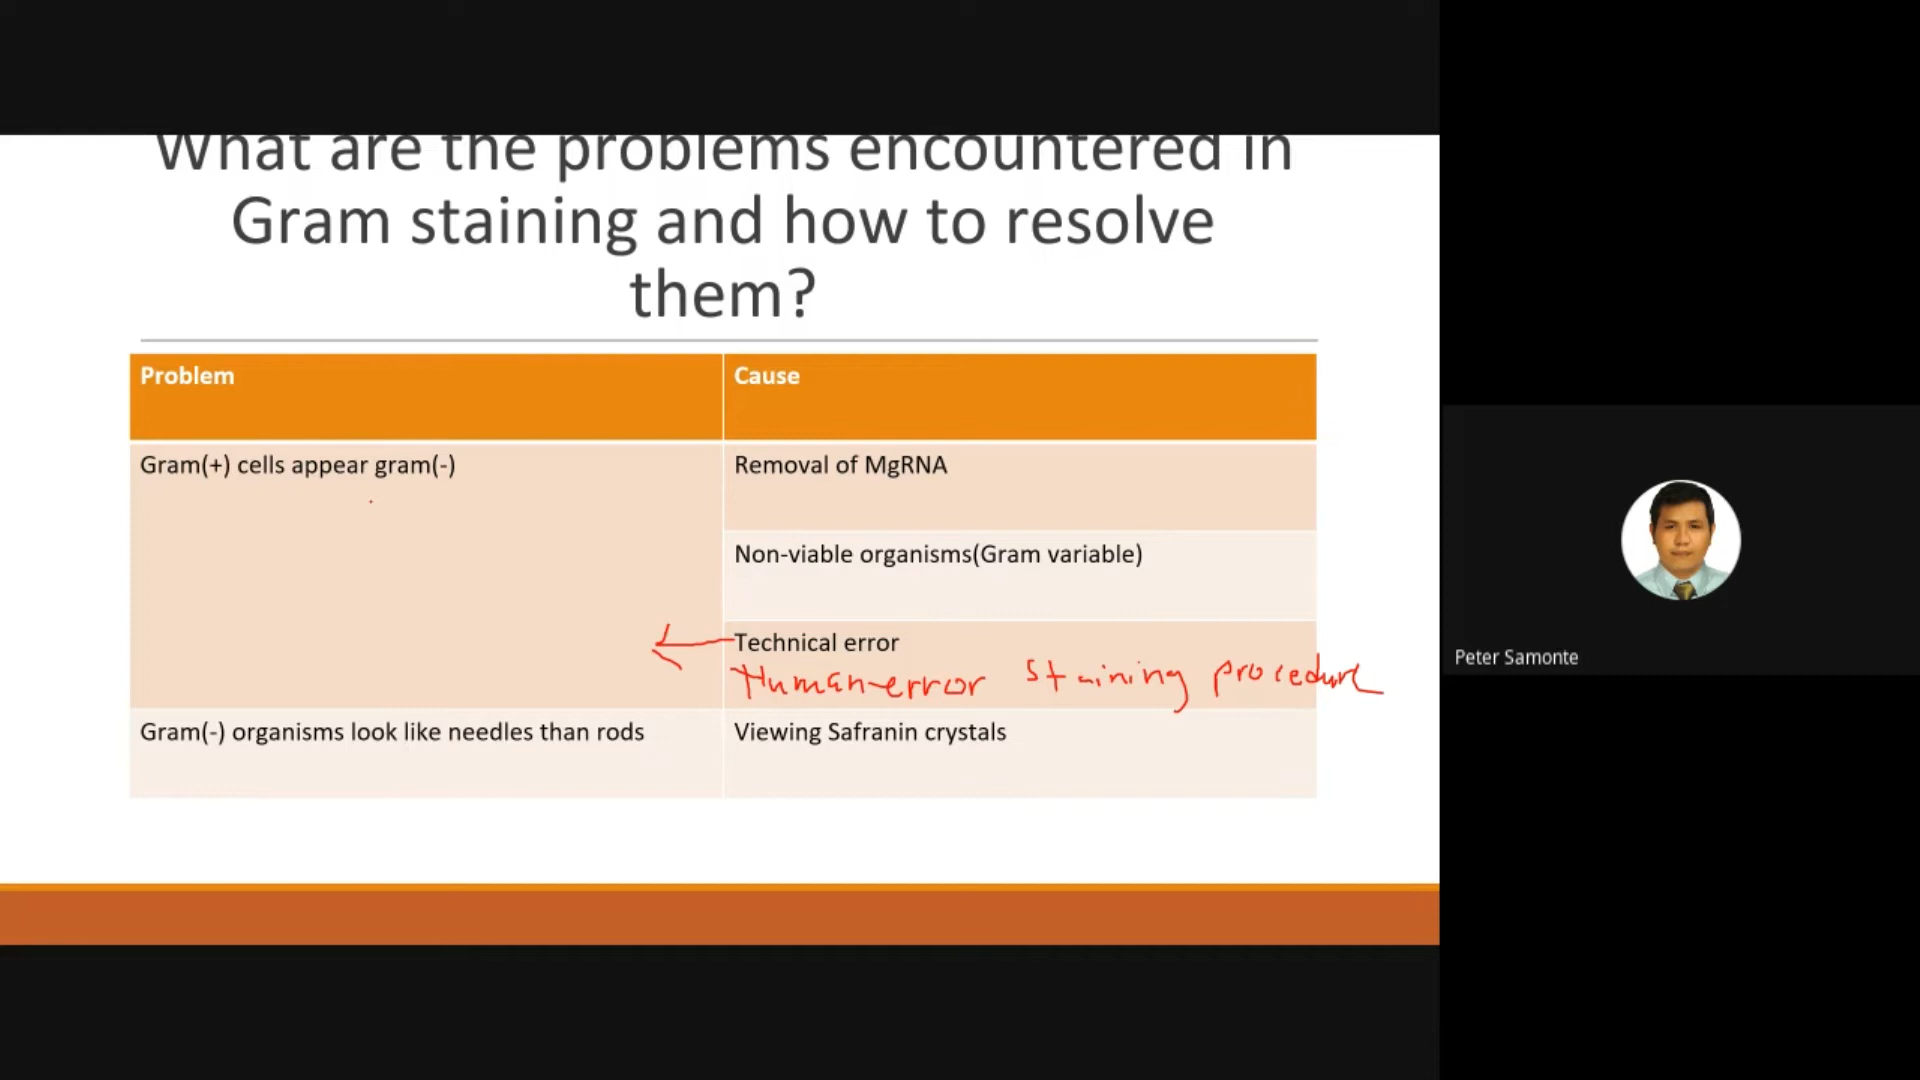 What are the problems encountered in
Gram staining and how to resolve
them?
Problem
Cause
Gram(+) cells appear gram(-)
Removal of MgRNA
Non-viable organisms(Gram variable)
Technical error
Human error staining procedure
Gram(-) organisms look like needles than rods
Viewing Safranin crystals
Peter Samonte